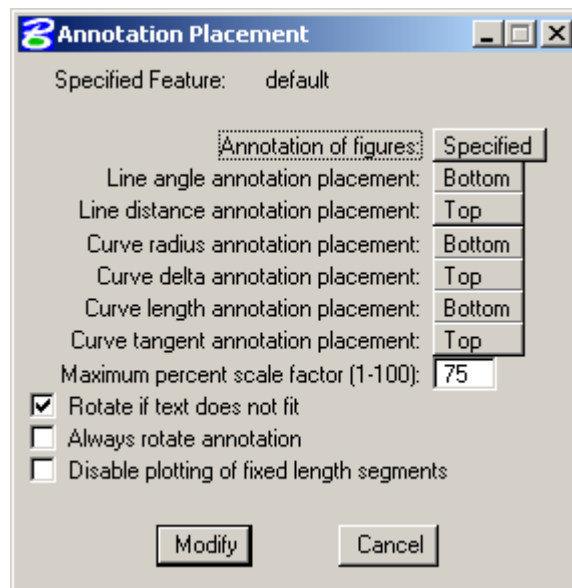 Annotation Placement
Specified Feature: default
Annotation of figures: Specified
Line angle annotation placement: Bottom
Line distance annotation placement: Top
Curve radius annotation placement: Bottom
Curve delta annotation placement: Top
Curve length annotation placement: Bottom
Curve tangent annotation placement: Top
Maximum percent scale factor (1-100): 75
Rotate if text does not fit
Always rotate annotation
Disable plotting of fixed length segments
Modify Cancel